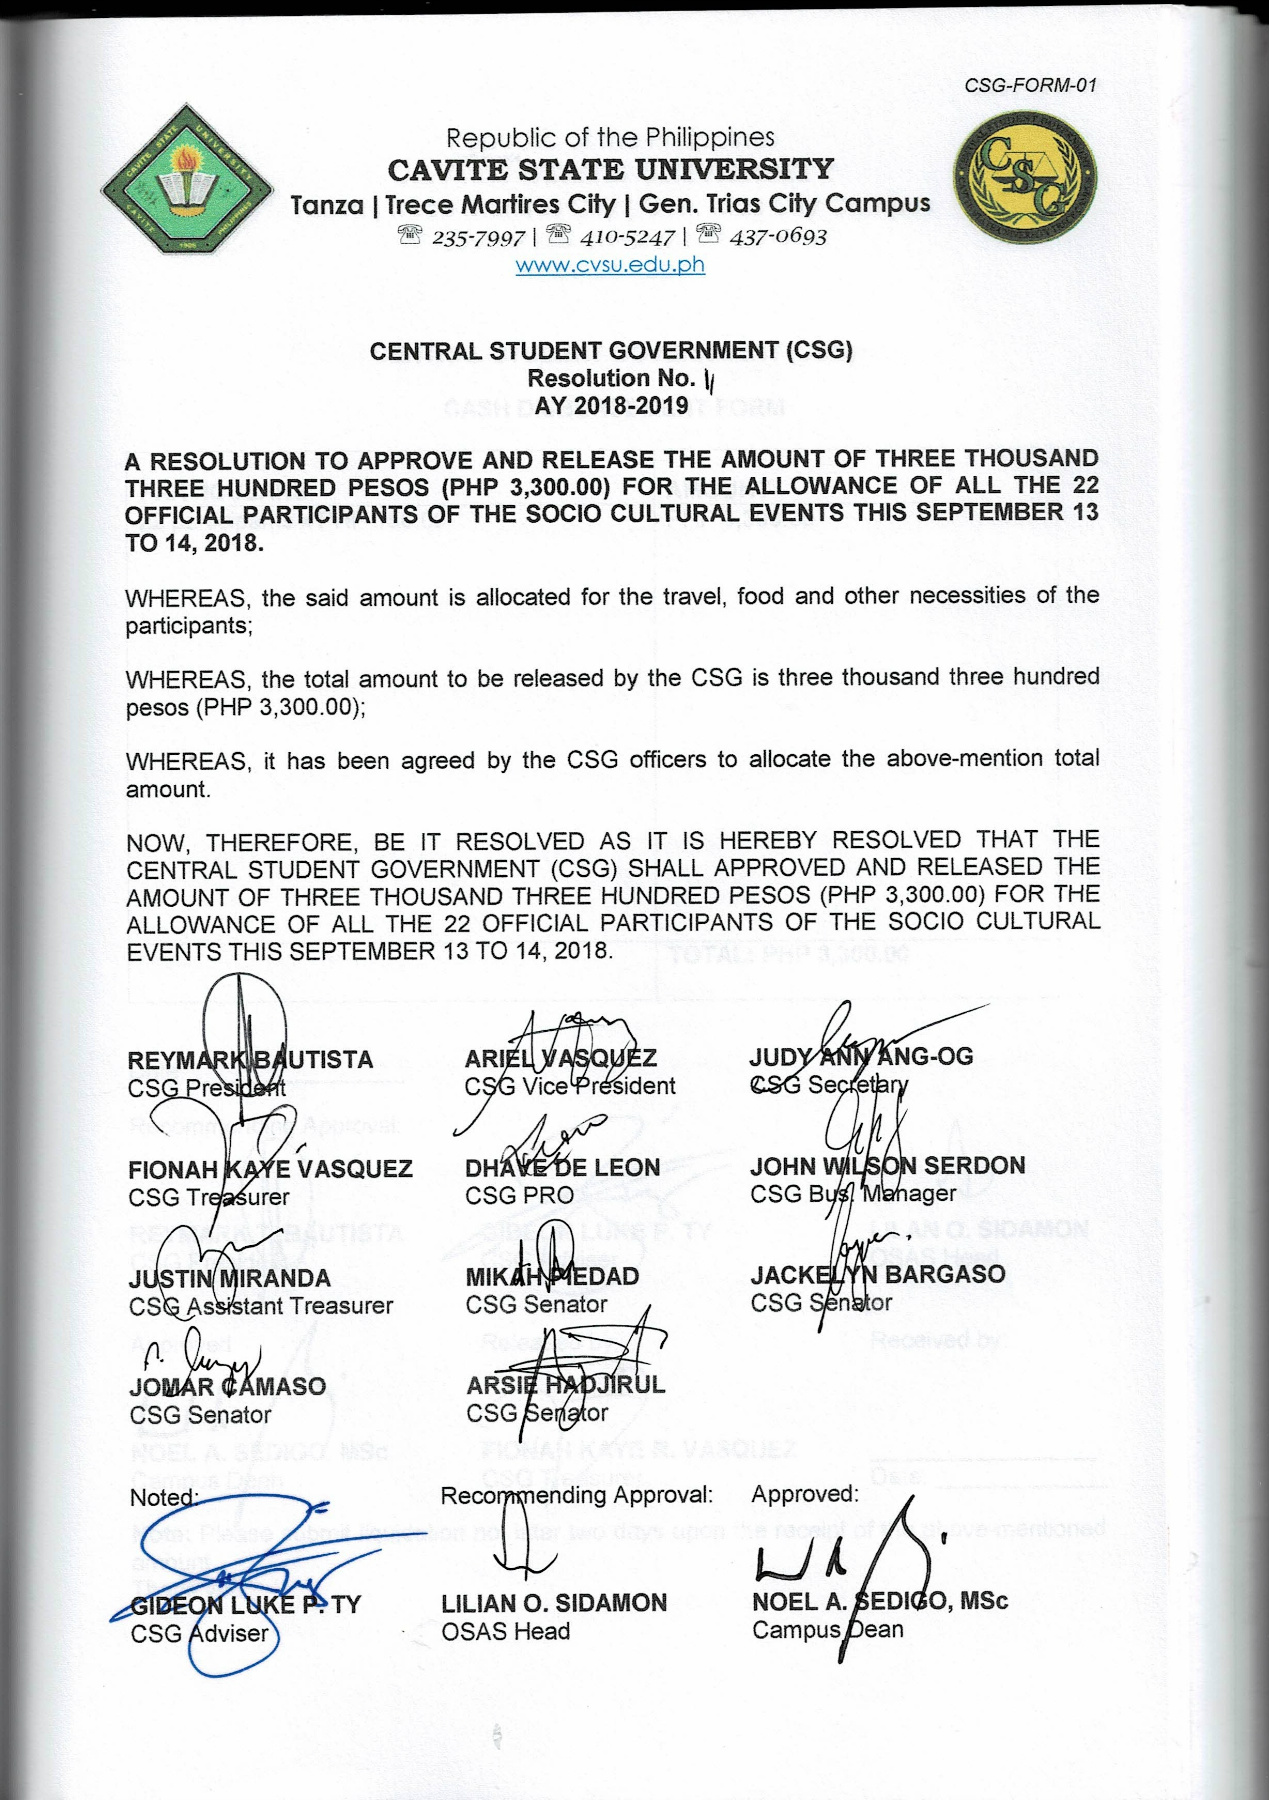 CSG-FORM-01
Republic of the Philippines
CAVITE STATE UNIVERSITY
Tanza | Trece Martires City | Gen. Trias City Campus
☏ 235-7997 | ☏ 410-5247 | ☏ 437-0693
www.cvsu.edu.ph
CAVITE STATE UNIVERSITY
CAVITE PHILIPPINES
1906
CSG
CENTRAL STUDENT GOVERNMENT (CSG)
Resolution No. 11
AY 2018-2019
A RESOLUTION TO APPROVE AND RELEASE THE AMOUNT OF THREE THOUSAND
THREE HUNDRED PESOS (PHP 3,300.00) FOR THE ALLOWANCE OF ALL THE 22
OFFICIAL PARTICIPANTS OF THE SOCIO CULTURAL EVENTS THIS SEPTEMBER 13
TO 14, 2018.
WHEREAS, the said amount is allocated for the travel, food and other necessities of the
participants;
WHEREAS, the total amount to be released by the CSG is three thousand three hundred
pesos (PHP 3,300.00);
WHEREAS, it has been agreed by the CSG officers to allocate the above-mention total
amount.
NOW, THEREFORE, BE IT RESOLVED AS IT IS HEREBY RESOLVED THAT THE
CENTRAL STUDENT GOVERNMENT (CSG) SHALL APPROVED AND RELEASED THE
AMOUNT OF THREE THOUSAND THREE HUNDRED PESOS (PHP 3,300.00) FOR THE
ALLOWANCE OF ALL THE 22 OFFICIAL PARTICIPANTS OF THE SOCIO CULTURAL
EVENTS THIS SEPTEMBER 13 TO 14, 2018.
REYMARK BAUTISTA ARIEL VASQUEZ JUDY ANN ANG-OG
CSG President CSG Vice President CSG Secretary
FIONAH KAYE VASQUEZ DHAVE DE LEON JOHN WILSON SERDON
CSG Treasurer CSG PRO CSG Bus. Manager
JUSTIN MIRANDA MIKAH PIEDAD JACKELYN BARGASO
CSG Assistant Treasurer CSG Senator CSG Senator
JOMAR CAMASO ARSIE HADJIRUL
CSG Senator CSG Senator
Noted: Recommending Approval: Approved:
GIDEON LUKE P. TY LILIAN O. SIDAMON NOEL A. SEDIGO, MSc
CSG Adviser OSAS Head Campus Dean